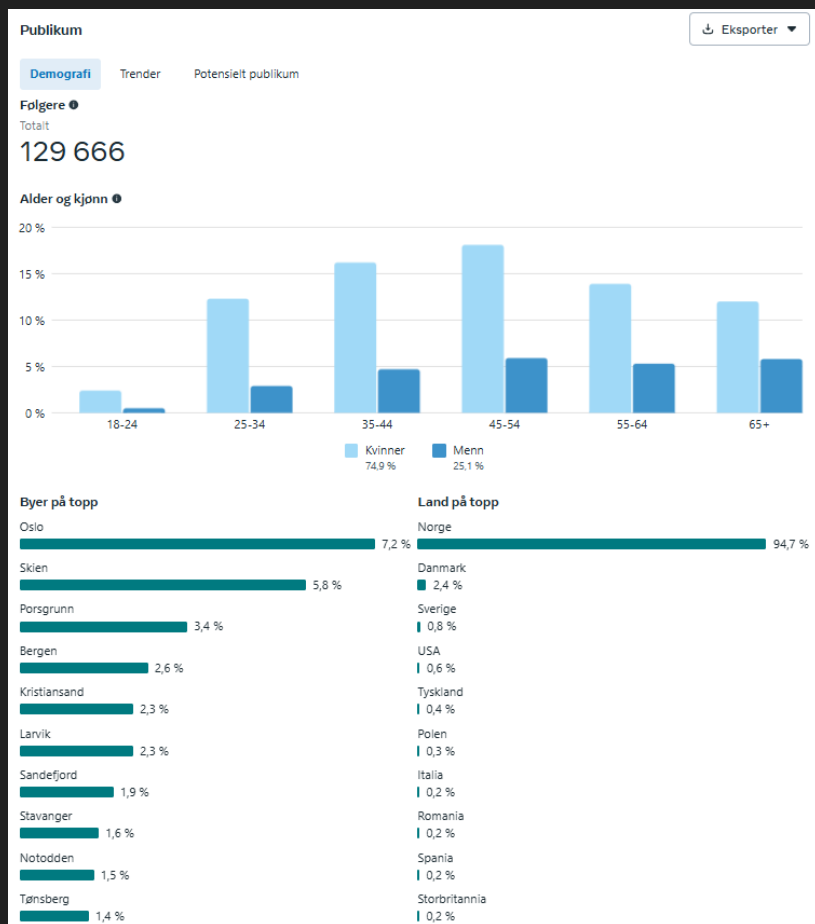 Publikum
Eksporter
Demografi Trender Potensielt publikum
Følgere
Totalt
129 666
Alder og kjønn
20 %
15 %
10 %
5 %
0 %
18-24 25-34 35-44 45-54 55-64 65+
Kvinner Menn
74,9 % 25,1 %
Byer på topp
Oslo
7,2 %
Skien
5,8 %
Porsgrunn
3,4 %
Bergen
2,6 %
Kristiansand
2,3 %
Larvik
2,3 %
Sandefjord
1,9 %
Stavanger
1,6 %
Notodden
1,5 %
Tønsberg
1,4 %
Land på topp
Norge
94,7 %
Danmark
2,4 %
Sverige
0,8 %
USA
0,6 %
Tyskland
0,4 %
Polen
0,3 %
Italia
0,2 %
Romania
0,2 %
Spania
0,2 %
Storbritannia
0,2 %